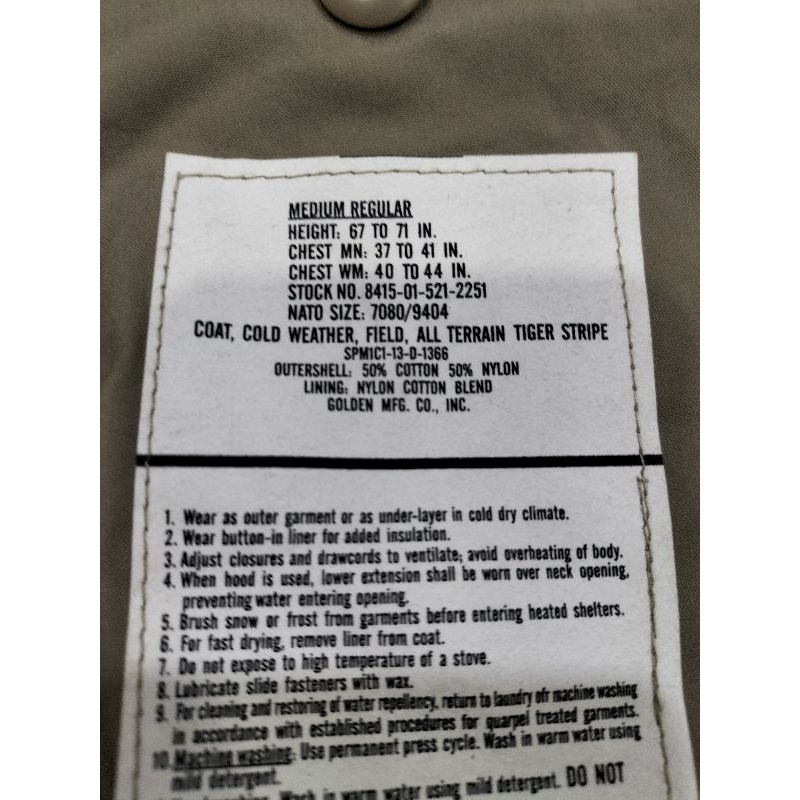 MEDIUM REGULAR
HEIGHT: 67 TO 71 IN.
CHEST MN: 37 TO 41 IN.
CHEST WM: 40 TO 44 IN.
STOCK NO. 8415-01-521-2251
NATO SIZE: 7080/9404
COAT, COLD WEATHER, FIELD, ALL TERRAIN TIGER STRIPE
SPM1C1-13-D-1366
OUTERSHELL: 50% COTTON 50% NYLON
LINING: NYLON COTTON BLEND
GOLDEN MFG. CO., INC.
1. Wear as outer garment or as under-layer in cold dry climate.
2. Wear button-in liner for added insulation.
3. Adjust closures and drawcords to ventilate; avoid overheating of body.
4. When hood is used, lower extension shall be worn over neck opening,
preventing water entering opening.
5. Brush snow or frost from garments before entering heated shelters.
6. For fast drying, remove liner from coat.
7. Do not expose to high temperature of a stove.
8. Lubricate slide fasteners with wax.
9. For cleaning and restoring of water repellency, return to laundry ofr machine washing
in accordance with established procedures for quarpel treated garments.
10. Machine washing: Use permanent press cycle. Wash in warm water using
mild detergent.
Wash in warm water using mild detergent. DO NOT